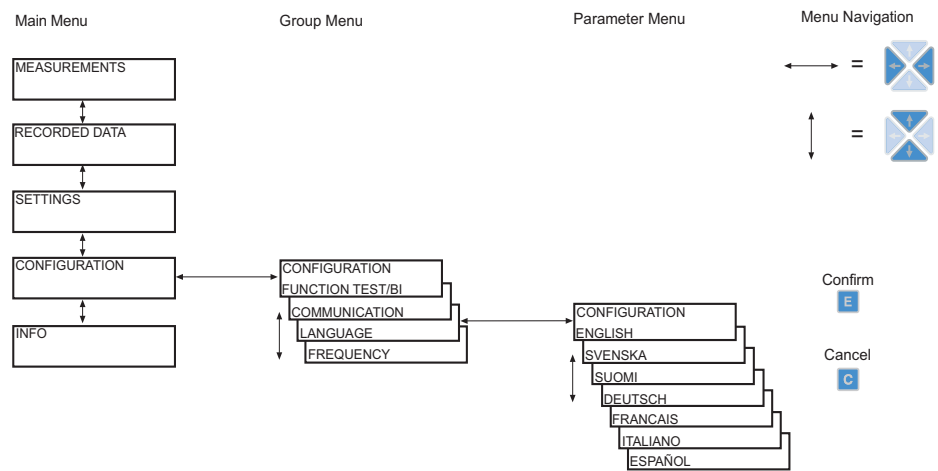 Main Menu
Group Menu
Parameter Menu
Menu Navigation
MEASUREMENTS
=
RECORDED DATA
=
SETTINGS
CONFIGURATION
CONFIGURATION
FUNCTION TEST/BI
COMMUNICATION
LANGUAGE
FREQUENCY
CONFIGURATION
ENGLISH
SVENSKA
SUOMI
DEUTSCH
FRANCAIS
ITALIANO
ESPAÑOL
INFO
Confirm
E
Cancel
C